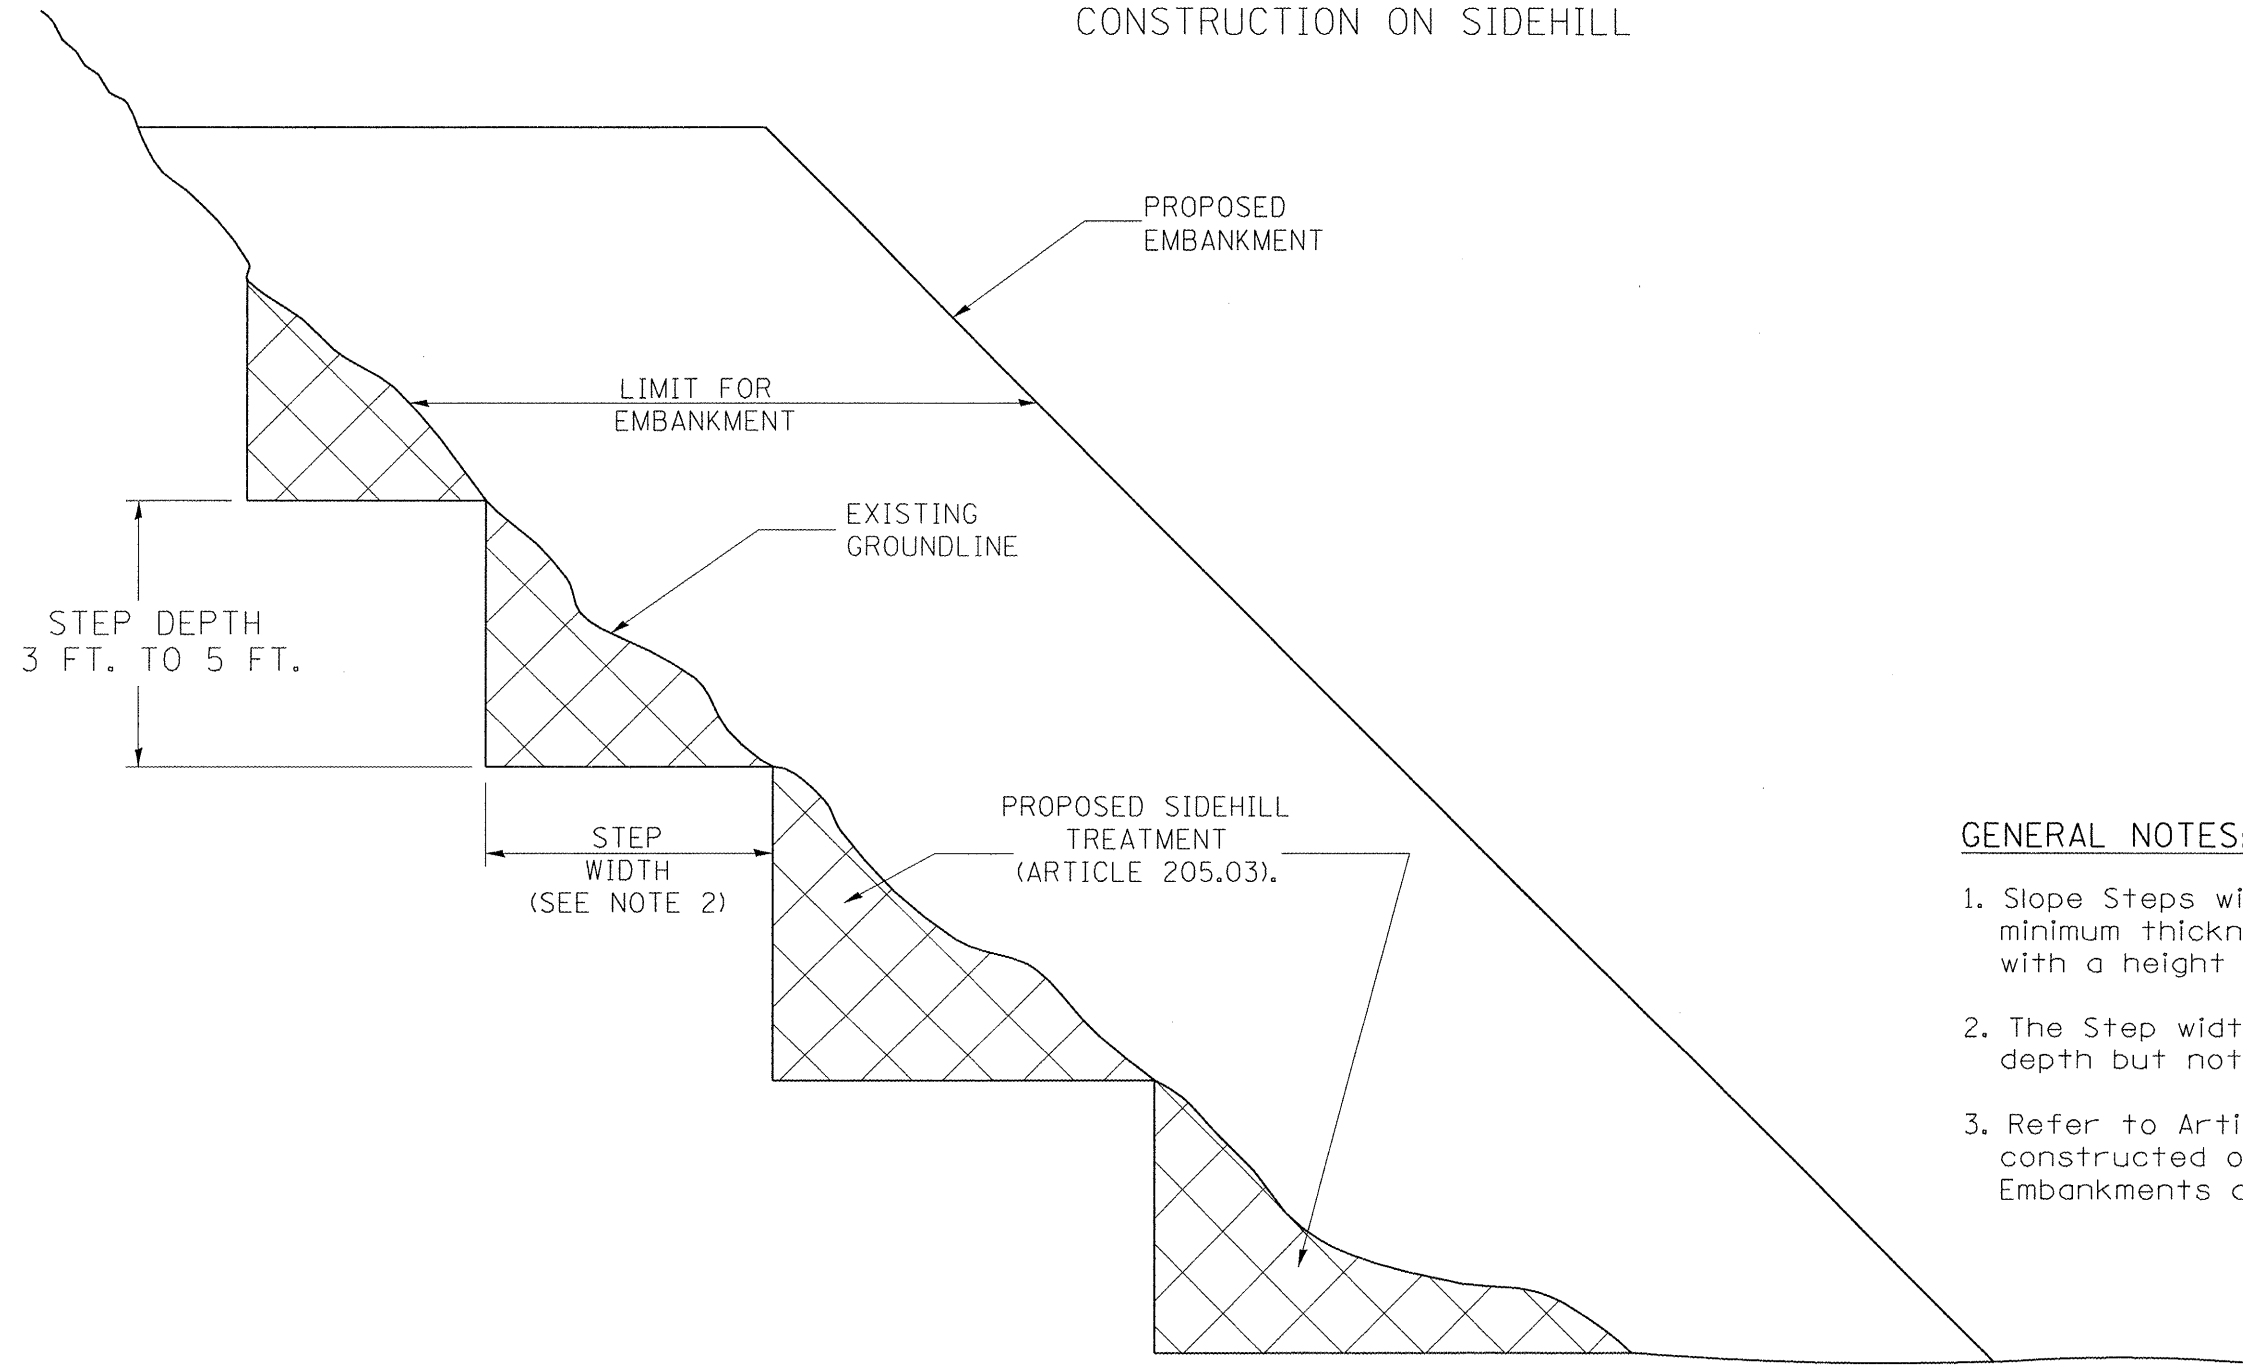 CONSTRUCTION ON SIDEHILL
PROPOSED
EMBANKMENT
LIMIT FOR
EMBANKMENT
EXISTING
GROUNDLINE
STEP DEPTH
3 FT. TO 5 FT.
STEP
WIDTH
(SEE NOTE 2)
PROPOSED SIDEHILL
TREATMENT
(ARTICLE 205.03).
GENERAL NOTES:
1. Slope Steps
minimum
with a height
2. The Step
depth but not
3. Refer to
constructed
Embankments